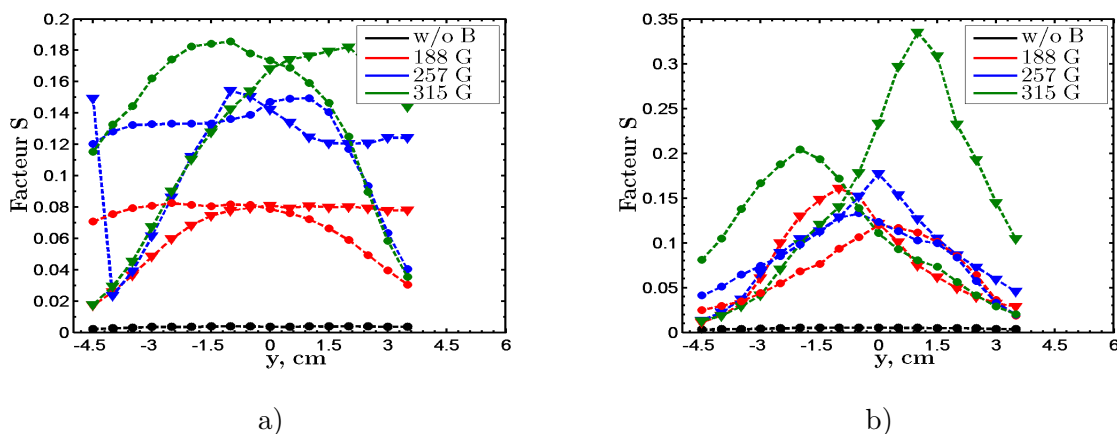 0.2
0.18
0.16
0.14
0.12
0.1
0.08
0.06
0.04
0.02
0
Facteur S
-4.5 -3 -1.5 0 1.5 3 4.5 6
y, cm
w/o B
188 G
257 G
315 G
a)
0.35
0.3
0.25
0.2
0.15
0.1
0.05
0
Facteur S
-4.5 -3 -1.5 0 1.5 3 4.5 6
y, cm
w/o B
188 G
257 G
315 G
b)